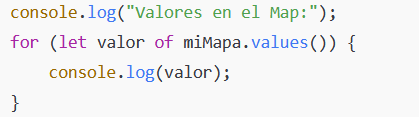 console.log("Valores en el Map:");
for (let valor of miMapa.values()) {
    console.log(valor);
}